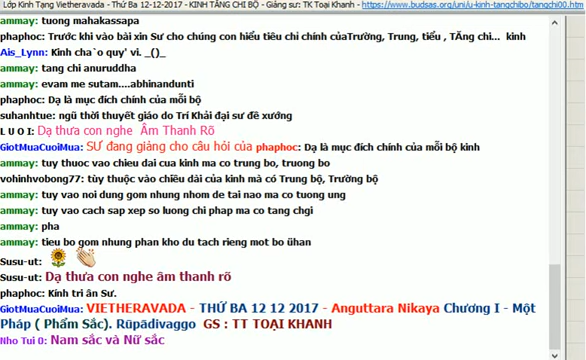 Lớp Kinh Tạng Vietheravada - Thứ Ba 12-12-2017 - KINH TĂNG CHI BỘ - Giảng sư: TK Toại Khanh - https://www.budsas.org/uni/u-kinh-tangchibo/tangchi00.htm
ammay: tuong mahakassapa
phaphoc: Trước khi vào bài xin Sư cho chúng con hiểu tiêu chi chính củaTrường, Trung, tiểu , TĂng chi... kinh
Ais_Lynn: Kính cha`o quý vi. _()_
ammay: tang chi anuruddha
ammay: evam me sutam....abhinandunti
phaphoc: Dạ là mục đích chính của mỗi bộ
suhanhtue: ngũ thời thuyết giáo do Trí Khải đại sư đề xướng
L U O I: Dạ thưa con nghe Âm Thanh Rõ
GiotMuaCuoiMua: SƯ đang giảng cho câu hỏi của phaphoc: Dạ là mục đích chính của mỗi bộ kinh
ammay: tuy thuoc vao chieu dai cua kinh ma co trung bo, truong bo
vohinhvobong77: tùy thuộc vào chiều dài của kinh mà có Trung bộ, Trường bộ
ammay: tuy vao noi dung gom nhung nhom de tai nao ma co tuong ung
ammay: tuy vao cach sap xep so luong chi phap ma co tang chgi
ammay: pha
ammay: tieu bo gom nhung phan kho du tach rieng mot bo ühan
Susu-ut:
Susu-ut: Dạ thưa con nghe âm thanh rõ
phaphoc: Kính tri ân Sư.
GiotMuaCuoiMua: VIETHERAVADA - THỨ BA 12 12 2017 - Anguttara Nikaya Chương I - Một
Pháp ( Phẩm Sắc). Rūpādivaggo GS : TT TOẠI KHANH
Nho Tui 0: Nam sắc và Nữ sắc